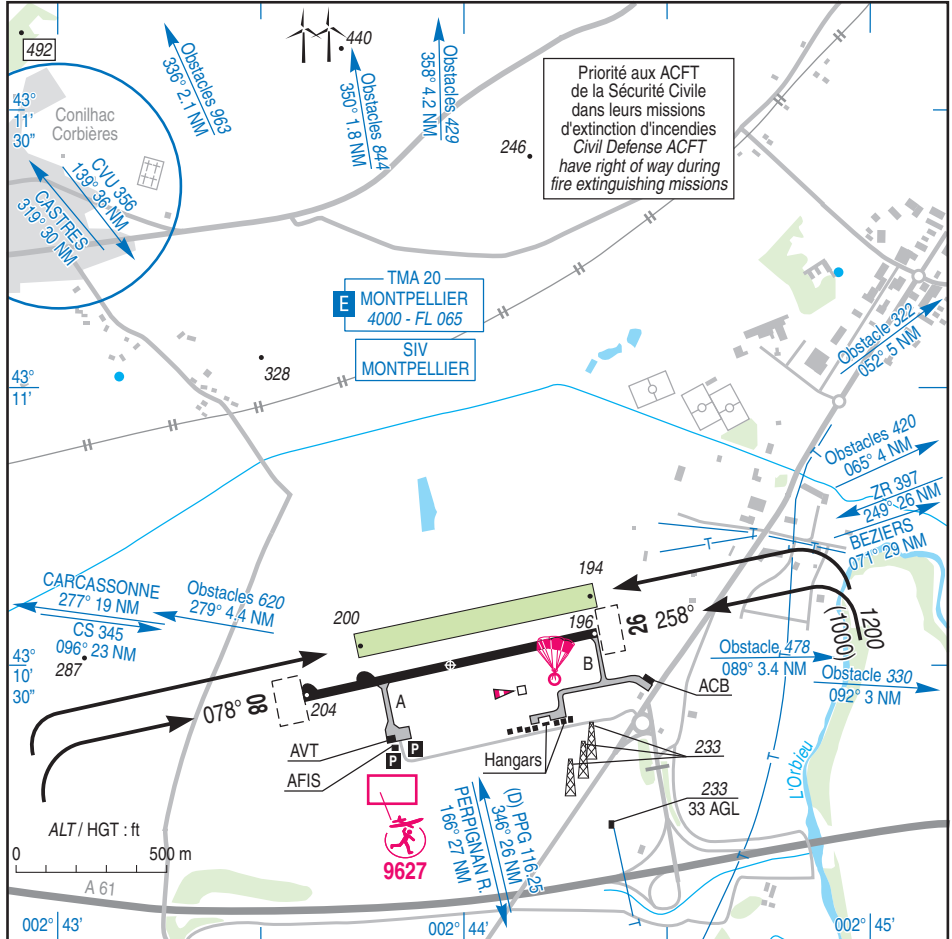 492
440
Obstacles 963
336° 2.1 NM
Obstacles 844
350° 1.8 NM
Obstacles 429
358° 4.2 NM
246
Priorité aux ACFT
de la Sécurité Civile
dans leurs missions
d'extinction d'incendies
Civil Defense ACFT
have right of way during
fire extinguishing missions
43°
11'
30"
Conilhac
Corbières
CVU 356
139° 36 NM
CASTRES
319° 30 NM
E
TMA 20
MONTPELLIER
4000 - FL 065
SIV
MONTPELLIER
328
Obstacle 322
052° 5 NM
43°
11'
Obstacles 420
065° 4 NM
ZR 397
249° 26 NM
BEZIERS
071° 29 NM
T
T
T
T
T
T
T
CARCASSONNE
277° 19 NM
Obstacles 620
279° 4.4 NM
CS 345
096° 23 NM
287
43°
10'
30"
200
194
196
26
258°
1200
(1000)
Obstacle 478
089° 3.4 NM
Obstacle 330
092° 3 NM
078°
08
204
A
B
ACB
AVT
AFIS
P
P
Hangars
233
233
33 AGL
L'Orbieu
(D) PPG 116.25
346° 26 NM
PERPIGNAN R.
166° 27 NM
9627
ALT / HGT : ft
0
500 m
A 61
002° 43'
002° 44'
002° 45'